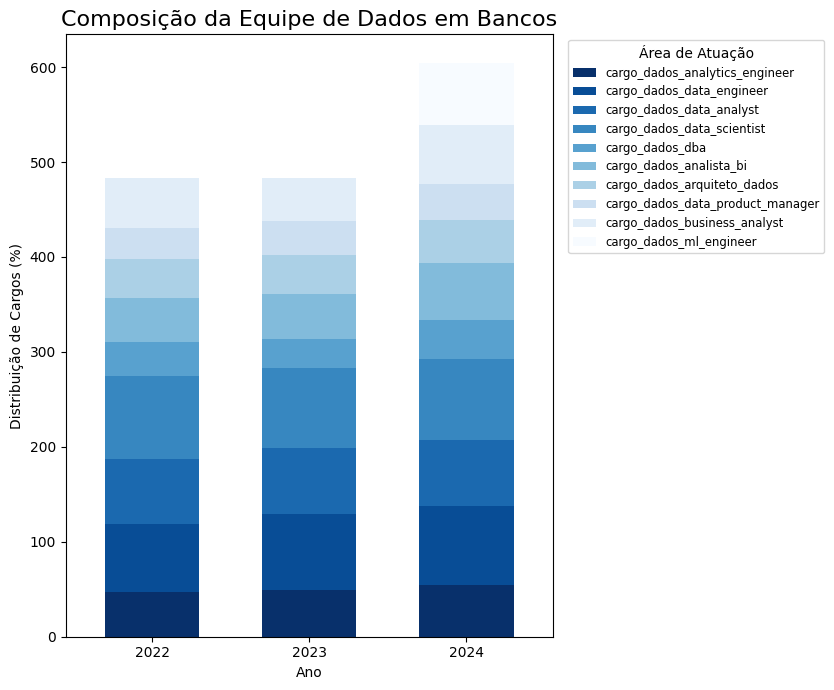 Composição da Equipe de Dados em Bancos
Distribuição de Cargos (%)
600
500
400
300
200
100
0
2022
2023
2024
Ano
Área de Atuação
cargo_dados_analytics_engineer
cargo_dados_data_engineer
cargo_dados_data_analyst
cargo_dados_data_scientist
cargo_dados_dba
cargo_dados_analista_bi
cargo_dados_arquiteto_dados
cargo_dados_data_product_manager
cargo_dados_business_analyst
cargo_dados_ml_engineer